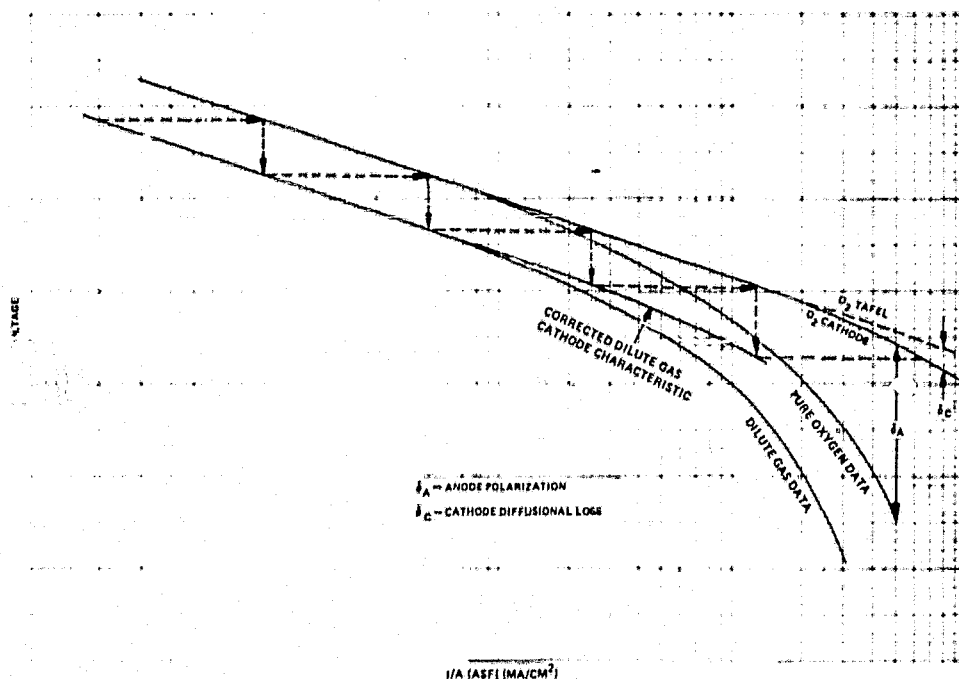 O₂ TAFEL
O₂ CATHODE
CORRECTED DILUTE GAS
CATHODE CHARACTERISTIC
PURE OXYGEN DATA
DILUTE GAS DATA
δA
δC
δA – ANODE POLARIZATION
δC – CATHODE DIFFUSIONAL LOSS
I/A (ASF) (MA/CM²)